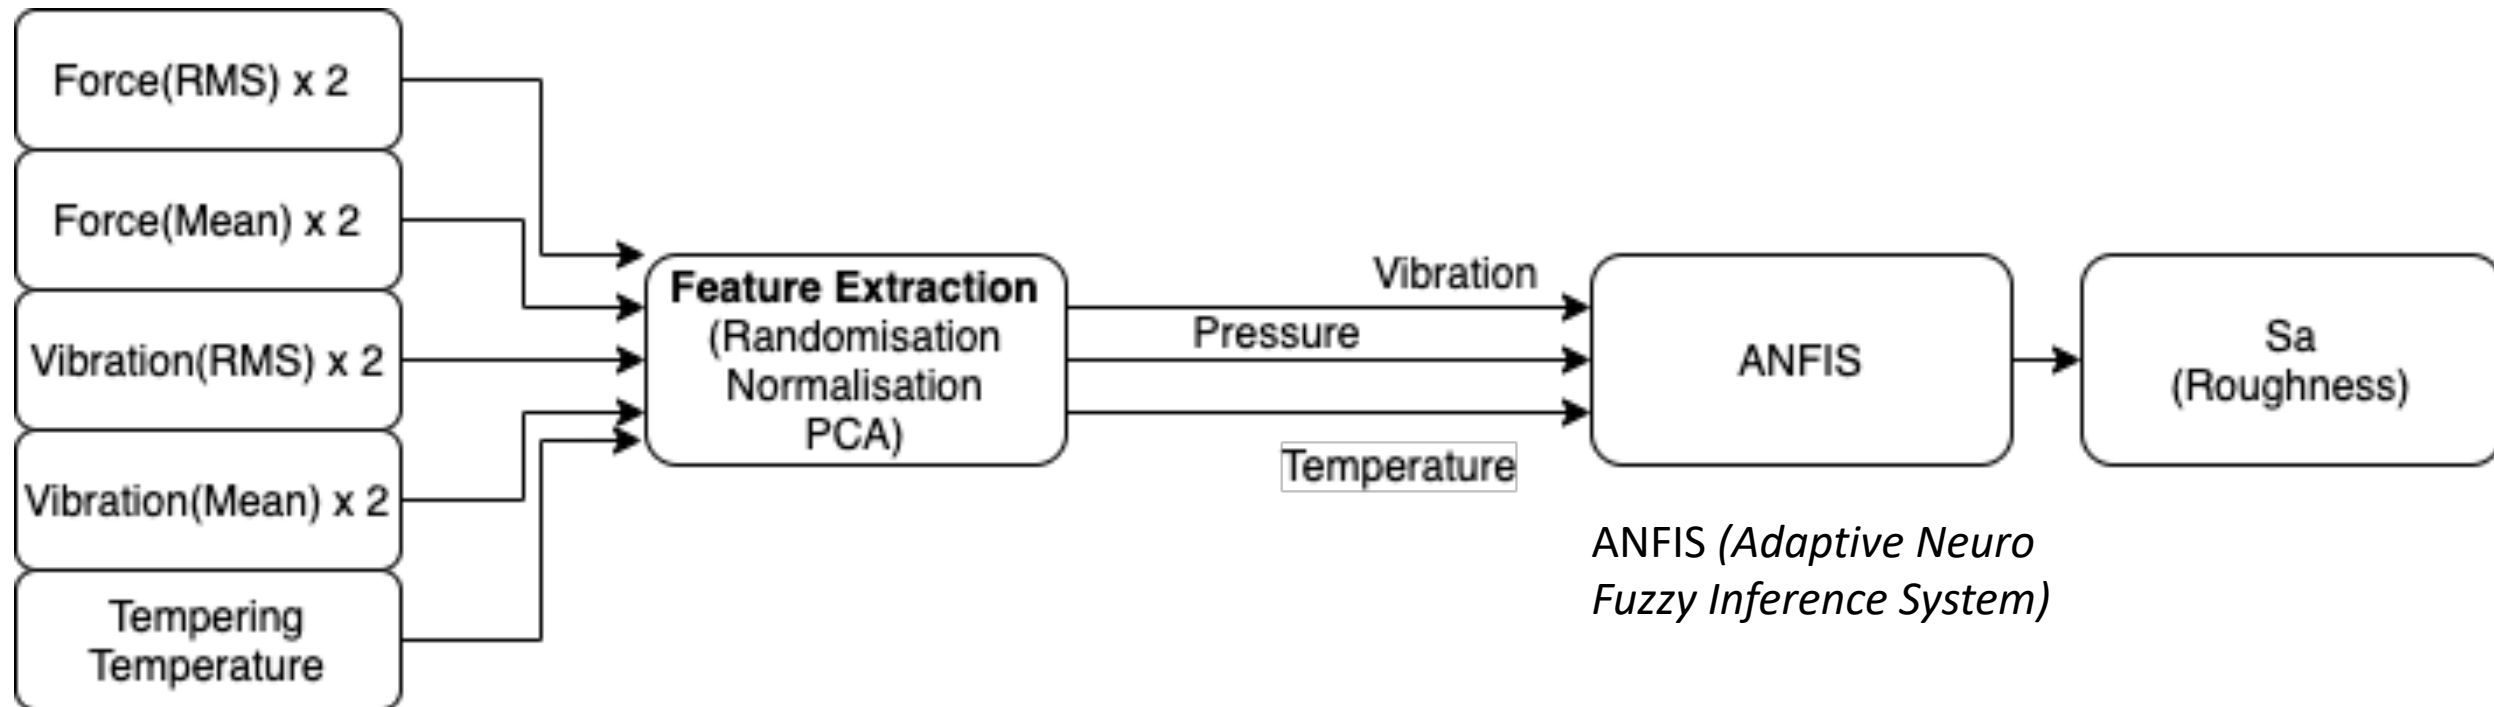 Force(RMS) x 2
Force(Mean) x 2
Vibration(RMS) x 2
Vibration(Mean) x 2
Tempering
Temperature
Feature Extraction
(Randomisation
Normalisation
PCA)
Vibration
Pressure
Temperature
ANFIS
ANFIS (Adaptive Neuro
Fuzzy Inference System)
Sa
(Roughness)